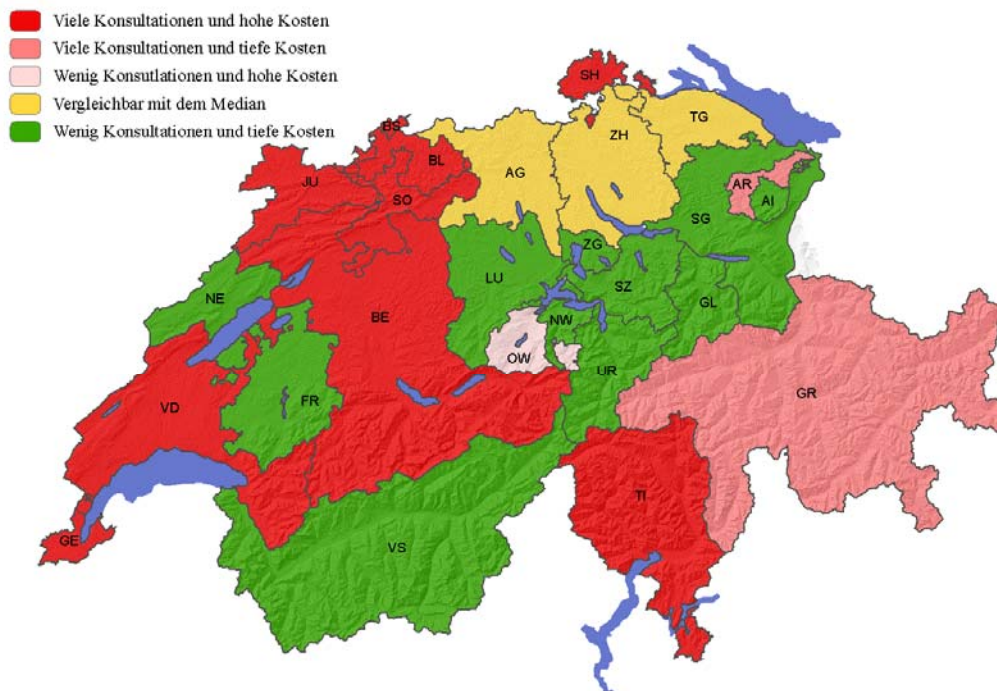 Viele Konsultationen und hohe Kosten
Viele Konsultationen und tiefe Kosten
Wenig Konsutlationen und hohe Kosten
Vergleichbar mit dem Median
Wenig Konsultationen und tiefe Kosten
SH
BS
BL
ZH
TG
JU
AG
SO
AR
AI
SG
ZG
NE
LU
SZ
BE
NW
GL
OW
UR
VD
FR
GR
TI
GE
VS